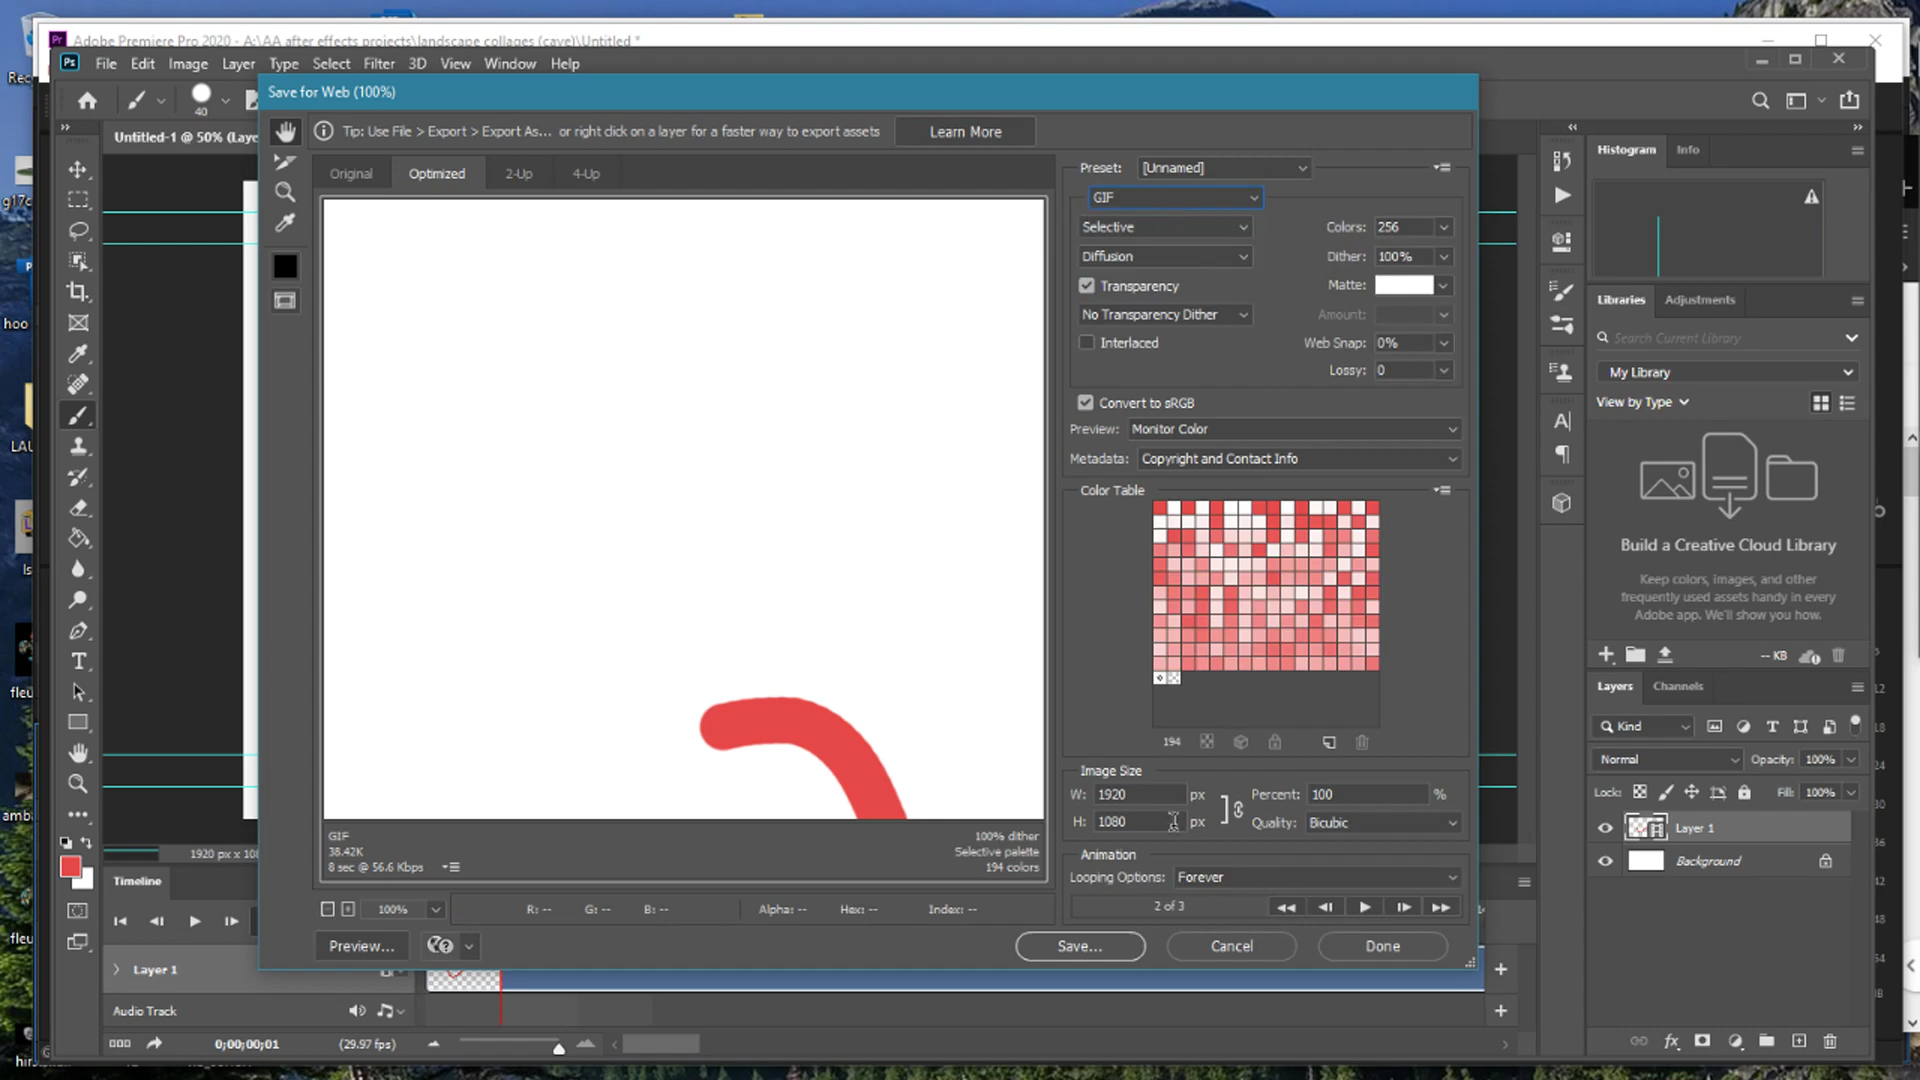 Adobe Premiere Pro 2020 - A:\AA after effects projects\landscape collages (cave)\Untitled *
Ps File Edit Image Layer Type Select Filter 3D View Window Help
40
Save for Web (100%)
Tip: Use File > Export > Export As... or right click on a layer for a faster way to export assets
Learn More
Untitled-1 @ 50% (Laye
Original Optimized 2-Up 4-Up
Preset: [Unnamed]
GIF
Selective Colors: 256
Diffusion Dither: 100%
Transparency Matte:
No Transparency Dither Amount:
Interlaced Web Snap: 0%
Lossy: 0
Convert to sRGB
Preview: Monitor Color
Metadata: Copyright and Contact Info
Color Table
194
Image Size
W: 1920 px Percent: 100 %
H: 1080 px Quality: Bicubic
Animation
Looping Options: Forever
2 of 3
GIF
38.42K
8 sec @ 56.6 Kbps
100% dither
Selective palette
194 colors
100% R: -- G: -- B: -- Alpha: -- Hex: -- Index: --
Preview... Save... Cancel Done
Histogram Info
Libraries Adjustments
Search Current Library
My Library
View by Type
Build a Creative Cloud Library
Keep colors, images, and other
frequently used assets handy in every
Adobe app. We'll show you how.
-- KB
Layers Channels
Kind
Normal Opacity: 100%
Lock: Fill: 100%
Layer 1
Background
1920 px x 108
Timeline
Layer 1
Audio Track
0;00;00;01 (29.97 fps)
g17c
hoo
LAU
fleu
amb
fleu